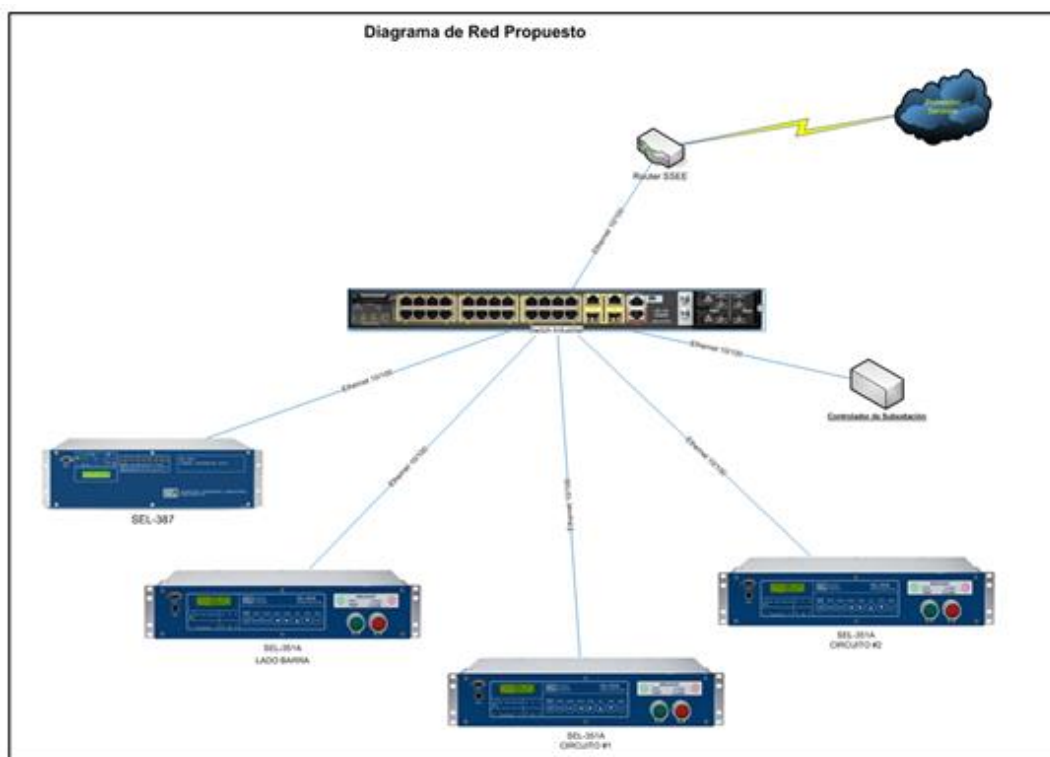 Diagrama de Red Propuesto
Router SSEE
Ethernet 10/100
Switch Industrial
Ethernet 10/100
Ethernet 10/100
Ethernet 10/100
Ethernet 10/100
Ethernet 10/100
Controlador de Subestación
SEL-387
SEL-351A
LADO BARRA
SEL-351A
CIRCUITO #2
SEL-351A
CIRCUITO #1